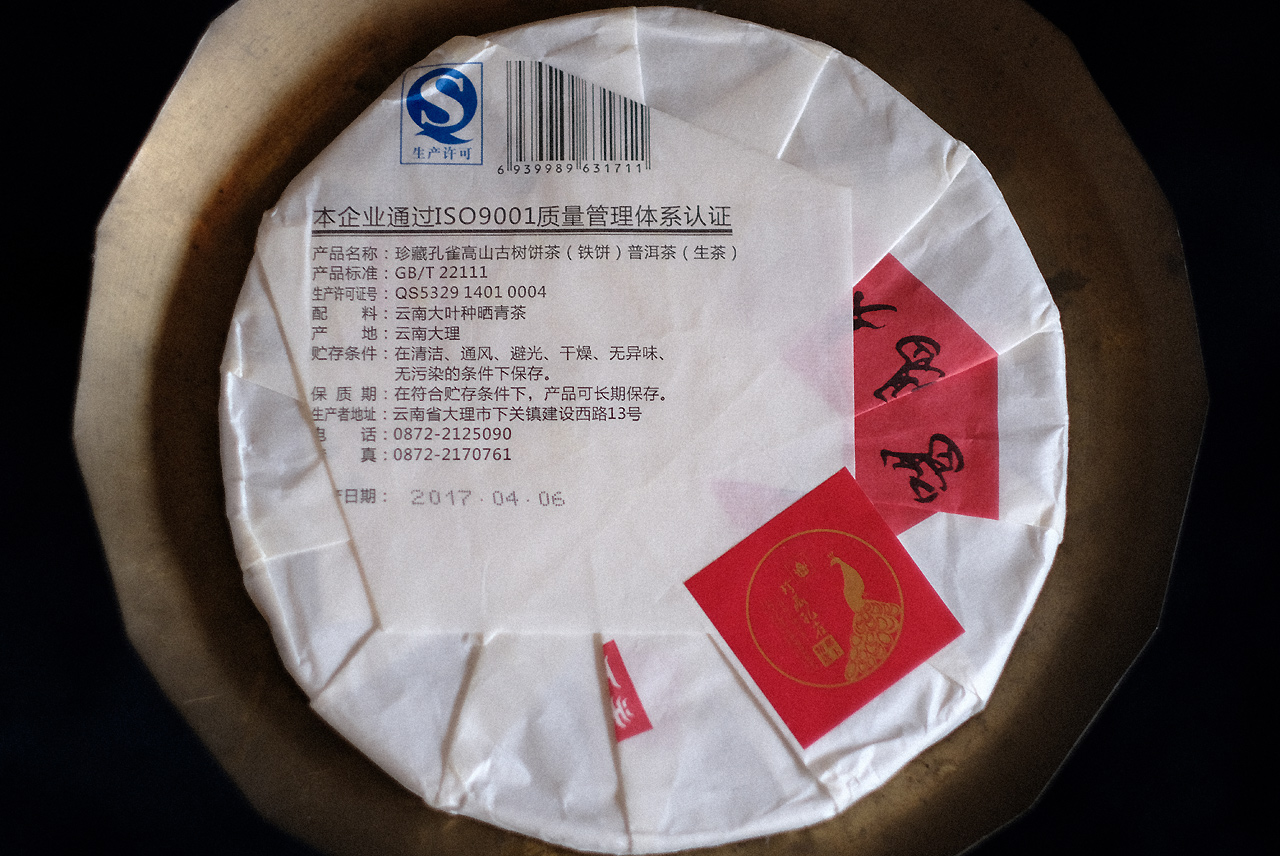 生产许可
6 939989 631711
本企业通过ISO9001质量管理体系认证
产品名称：珍藏孔雀高山古树饼茶（铁饼）普洱茶（生茶）
产品标准：GB/T 22111
生产许可证号：QS5329 1401 0004
配 料：云南大叶种晒青茶
产 地：云南大理
贮存条件：在清洁、通风、避光、干燥、无异味、
无污染的条件下保存。
保 质 期：在符合贮存条件下，产品可长期保存。
生产者地址：云南省大理市下关镇建设西路13号
电 话：0872-2125090
真：0872-2170761
日期： 2017.04.06